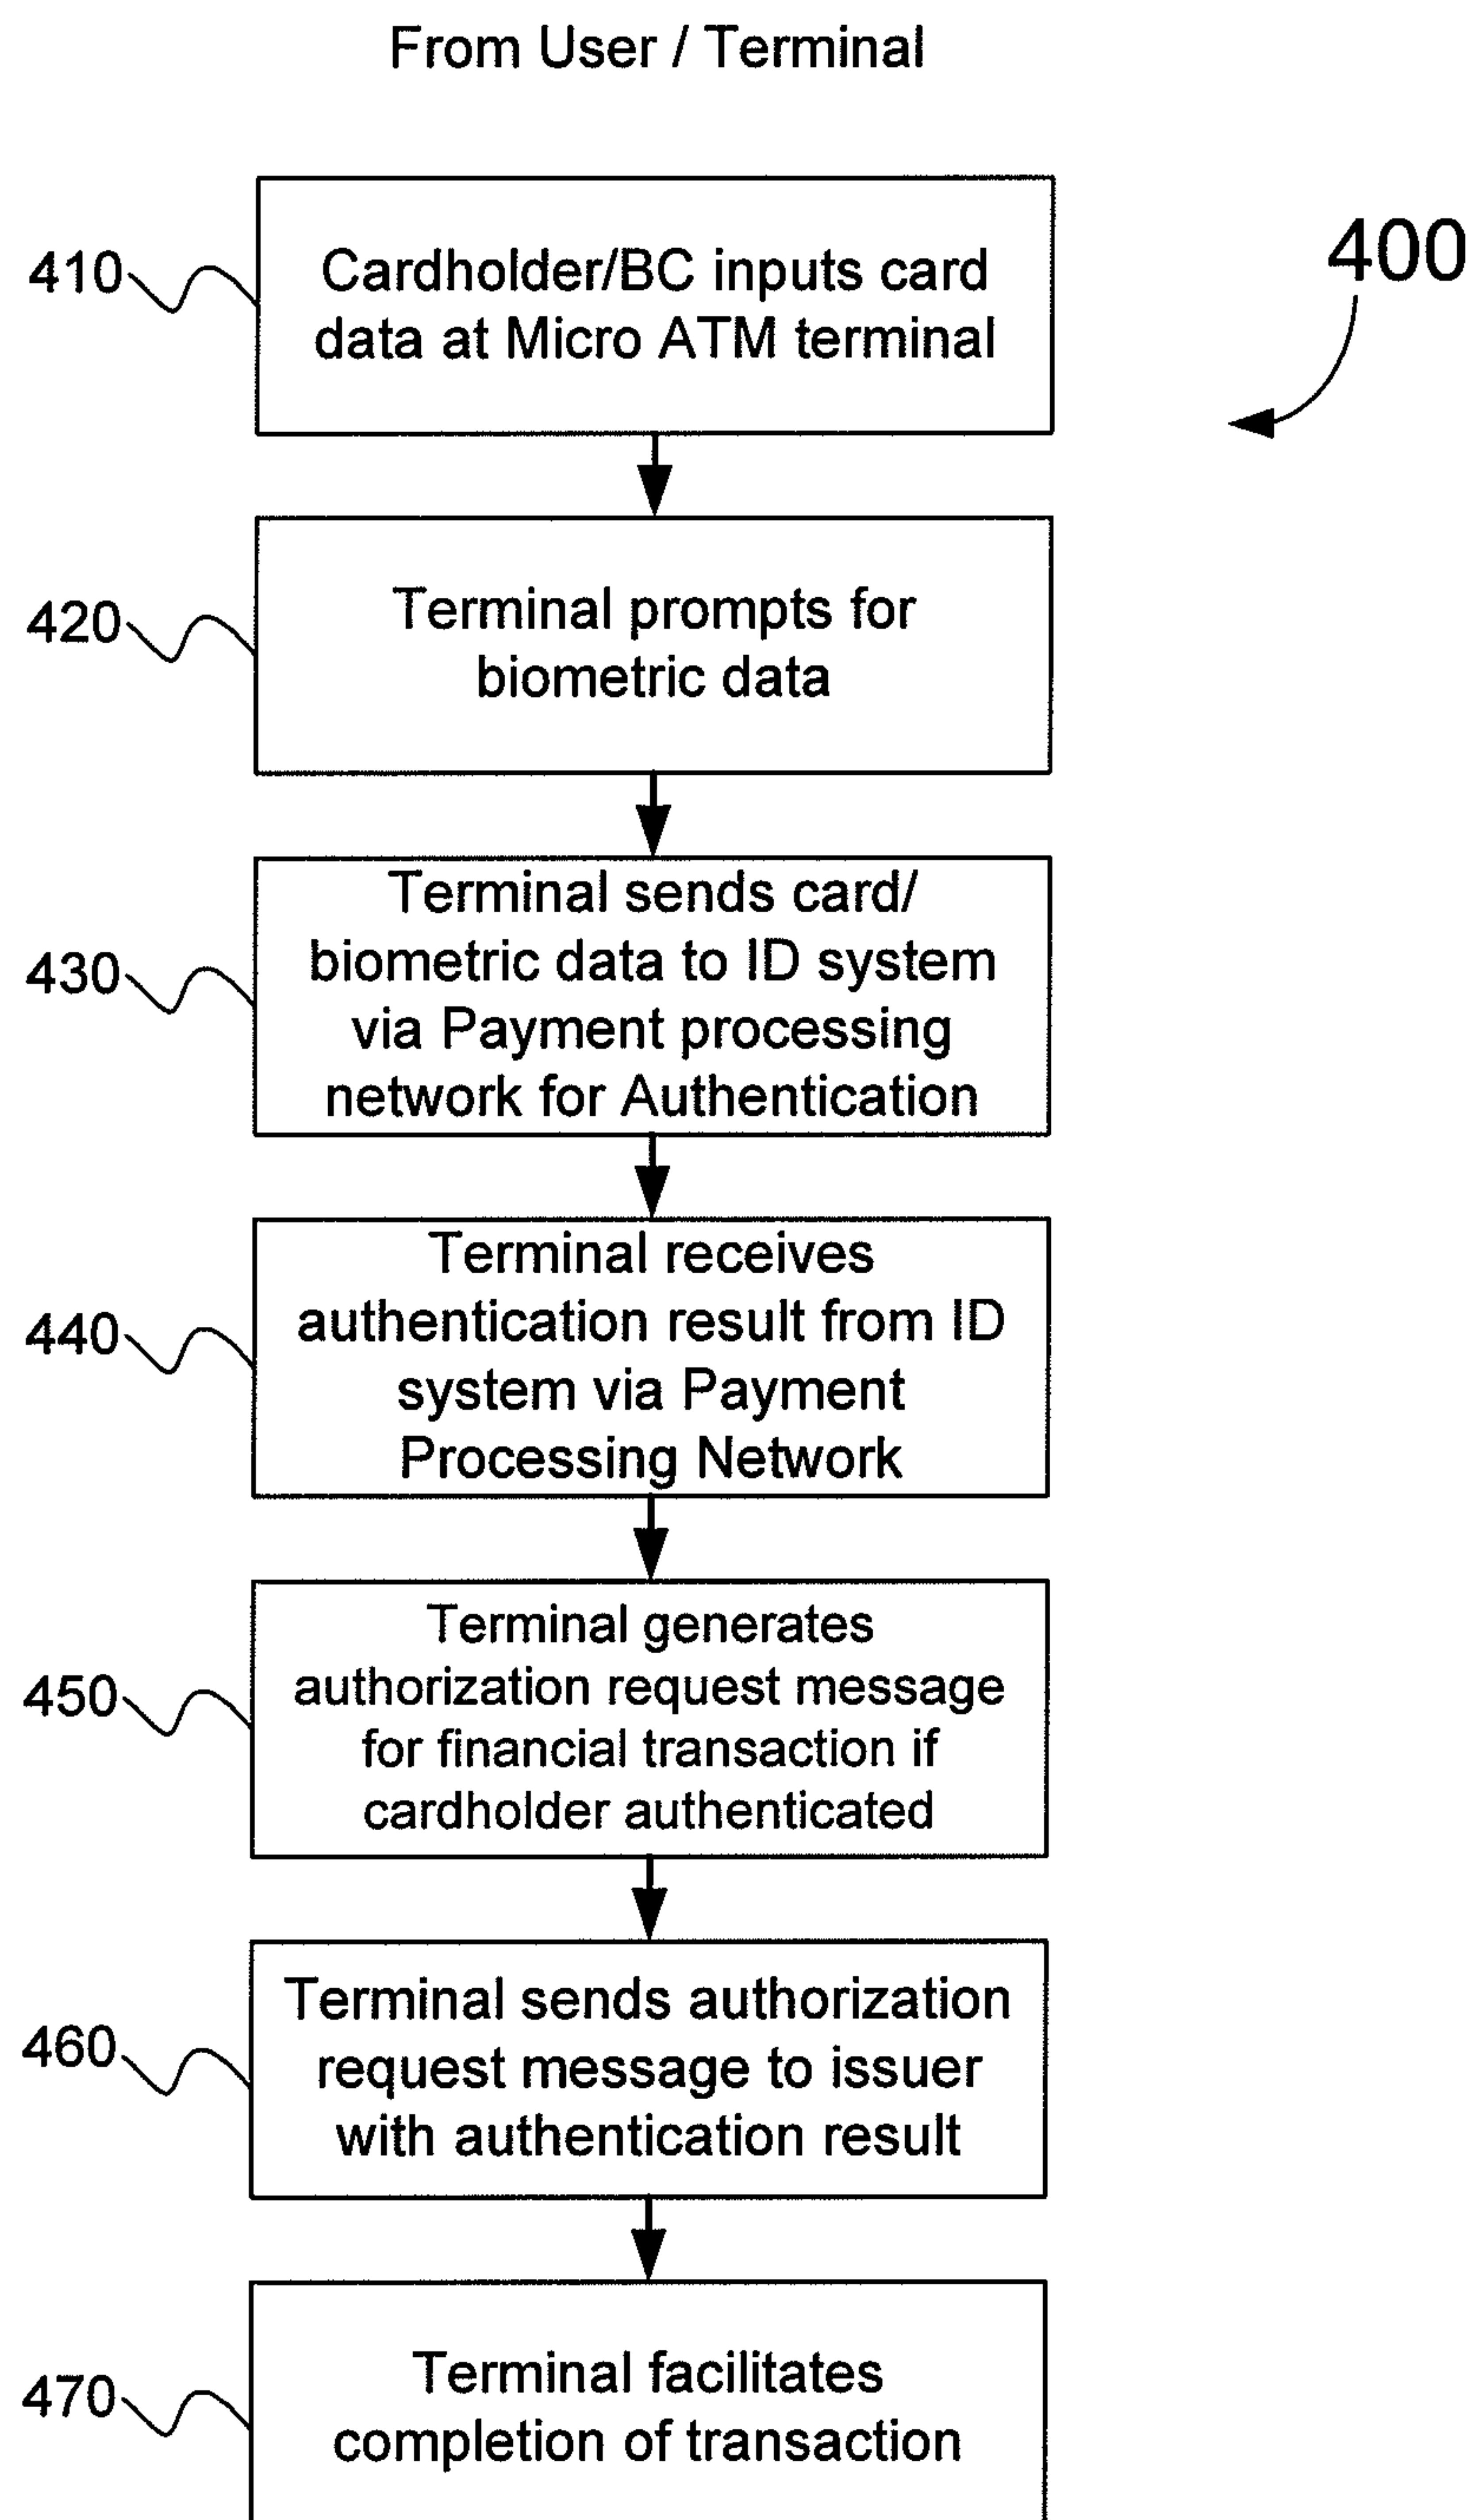 From User / Terminal
400
410
Cardholder/BC inputs card
data at Micro ATM terminal
420
Terminal prompts for
biometric data
430
Terminal sends card/
biometric data to ID system
via Payment processing
network for Authentication
440
Terminal receives
authentication result from ID
system via Payment
Processing Network
450
Terminal generates
authorization request message
for financial transaction if
cardholder authenticated
460
Terminal sends authorization
request message to issuer
with authentication result
470
Terminal facilitates
completion of transaction